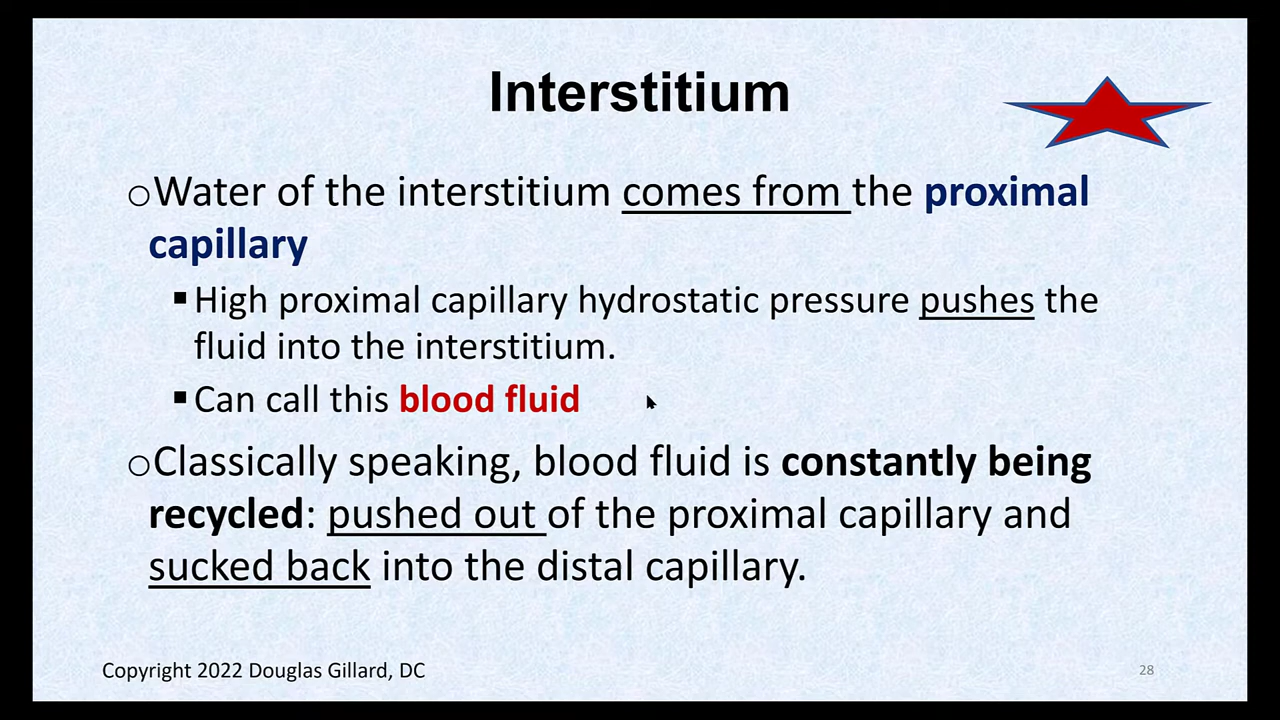 Interstitium
oWater of the interstitium comes from the proximal
capillary
▪High proximal capillary hydrostatic pressure pushes the
fluid into the interstitium.
▪Can call this blood fluid
oClassically speaking, blood fluid is constantly being
recycled: pushed out of the proximal capillary and
sucked back into the distal capillary.
Copyright 2022 Douglas Gillard, DC
28